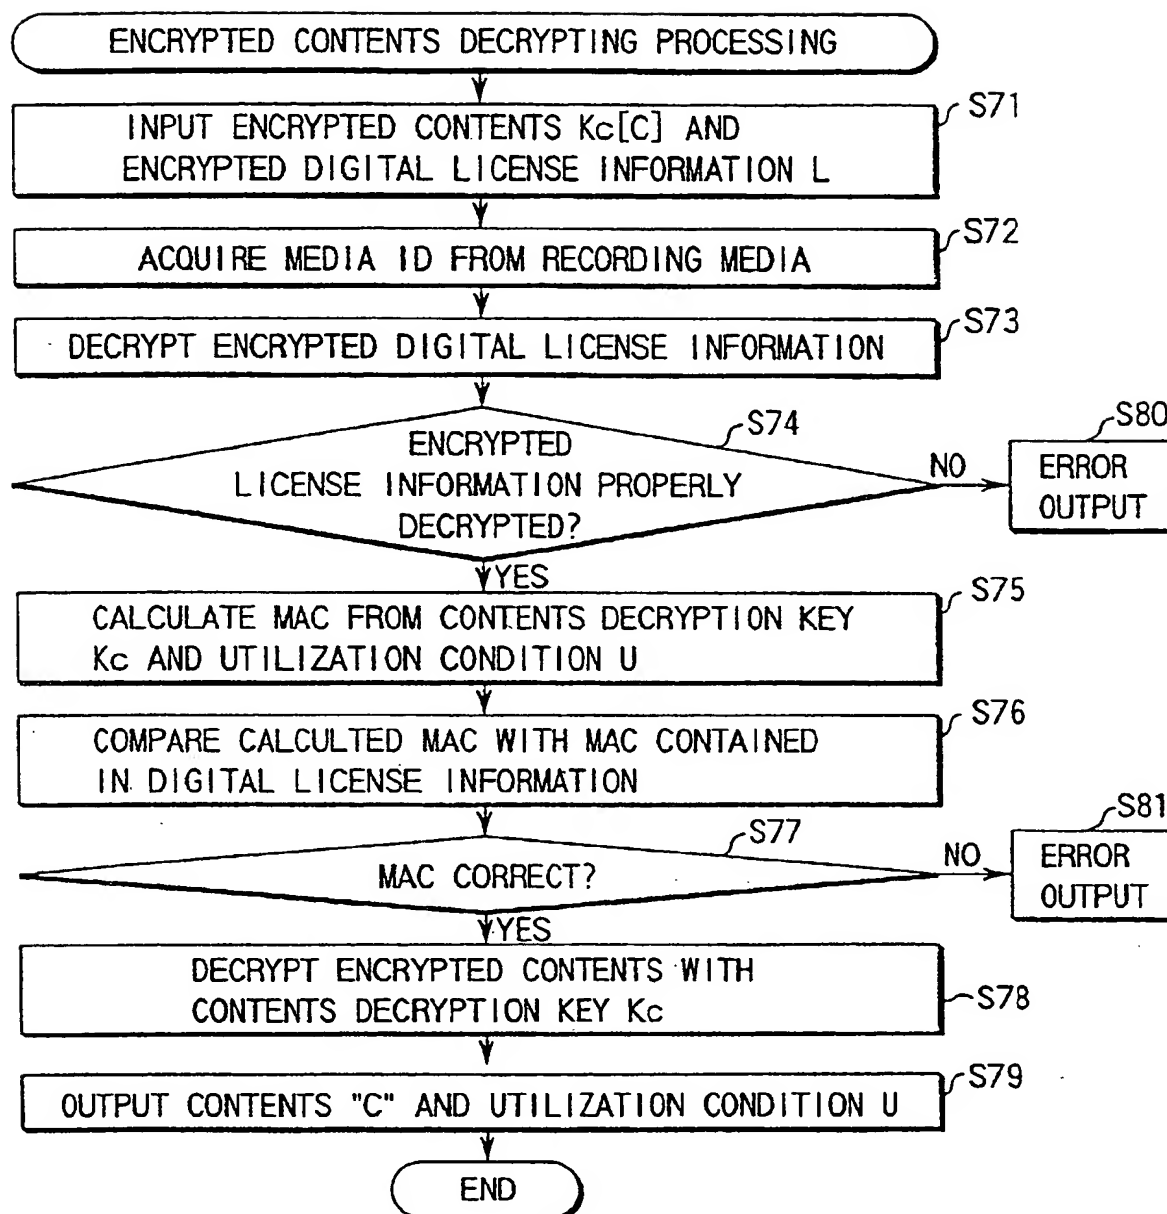 ENCRYPTED CONTENTS DECRYPTING PROCESSING
S71
INPUT ENCRYPTED CONTENTS Kc[C] AND
ENCRYPTED DIGITAL LICENSE INFORMATION L
S72
ACQUIRE MEDIA ID FROM RECORDING MEDIA
S73
DECRYPT ENCRYPTED DIGITAL LICENSE INFORMATION
S74
ENCRYPTED
LICENSE INFORMATION PROPERLY
DECRYPTED?
NO
S80
ERROR
OUTPUT
YES
S75
CALCULATE MAC FROM CONTENTS DECRYPTION KEY
Kc AND UTILIZATION CONDITION U
S76
COMPARE CALCULTED MAC WITH MAC CONTAINED
IN DIGITAL LICENSE INFORMATION
S77
MAC CORRECT?
NO
S81
ERROR
OUTPUT
YES
DECRYPT ENCRYPTED CONTENTS WITH
CONTENTS DECRYPTION KEY Kc
S78
S79
OUTPUT CONTENTS "C" AND UTILIZATION CONDITION U
END